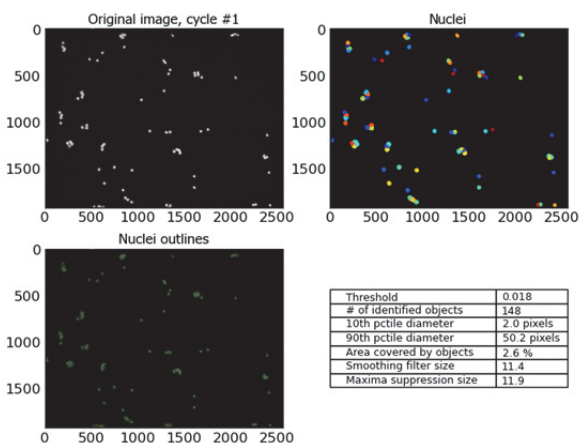 Original image, cycle #1
Nuclei
0
500
1000
1500
0 500 1000 1500 2000 2500
0
500
1000
1500
0 500 1000 1500 2000 2500
Nuclei outlines
0
500
1000
1500
0 500 1000 1500 2000 2500
Threshold 0.018
# of identified objects 148
10th pctile diameter 2.0 pixels
90th pctile diameter 50.2 pixels
Area covered by objects 2.6 %
Smoothing filter size 11.4
Maxima suppression size 11.9